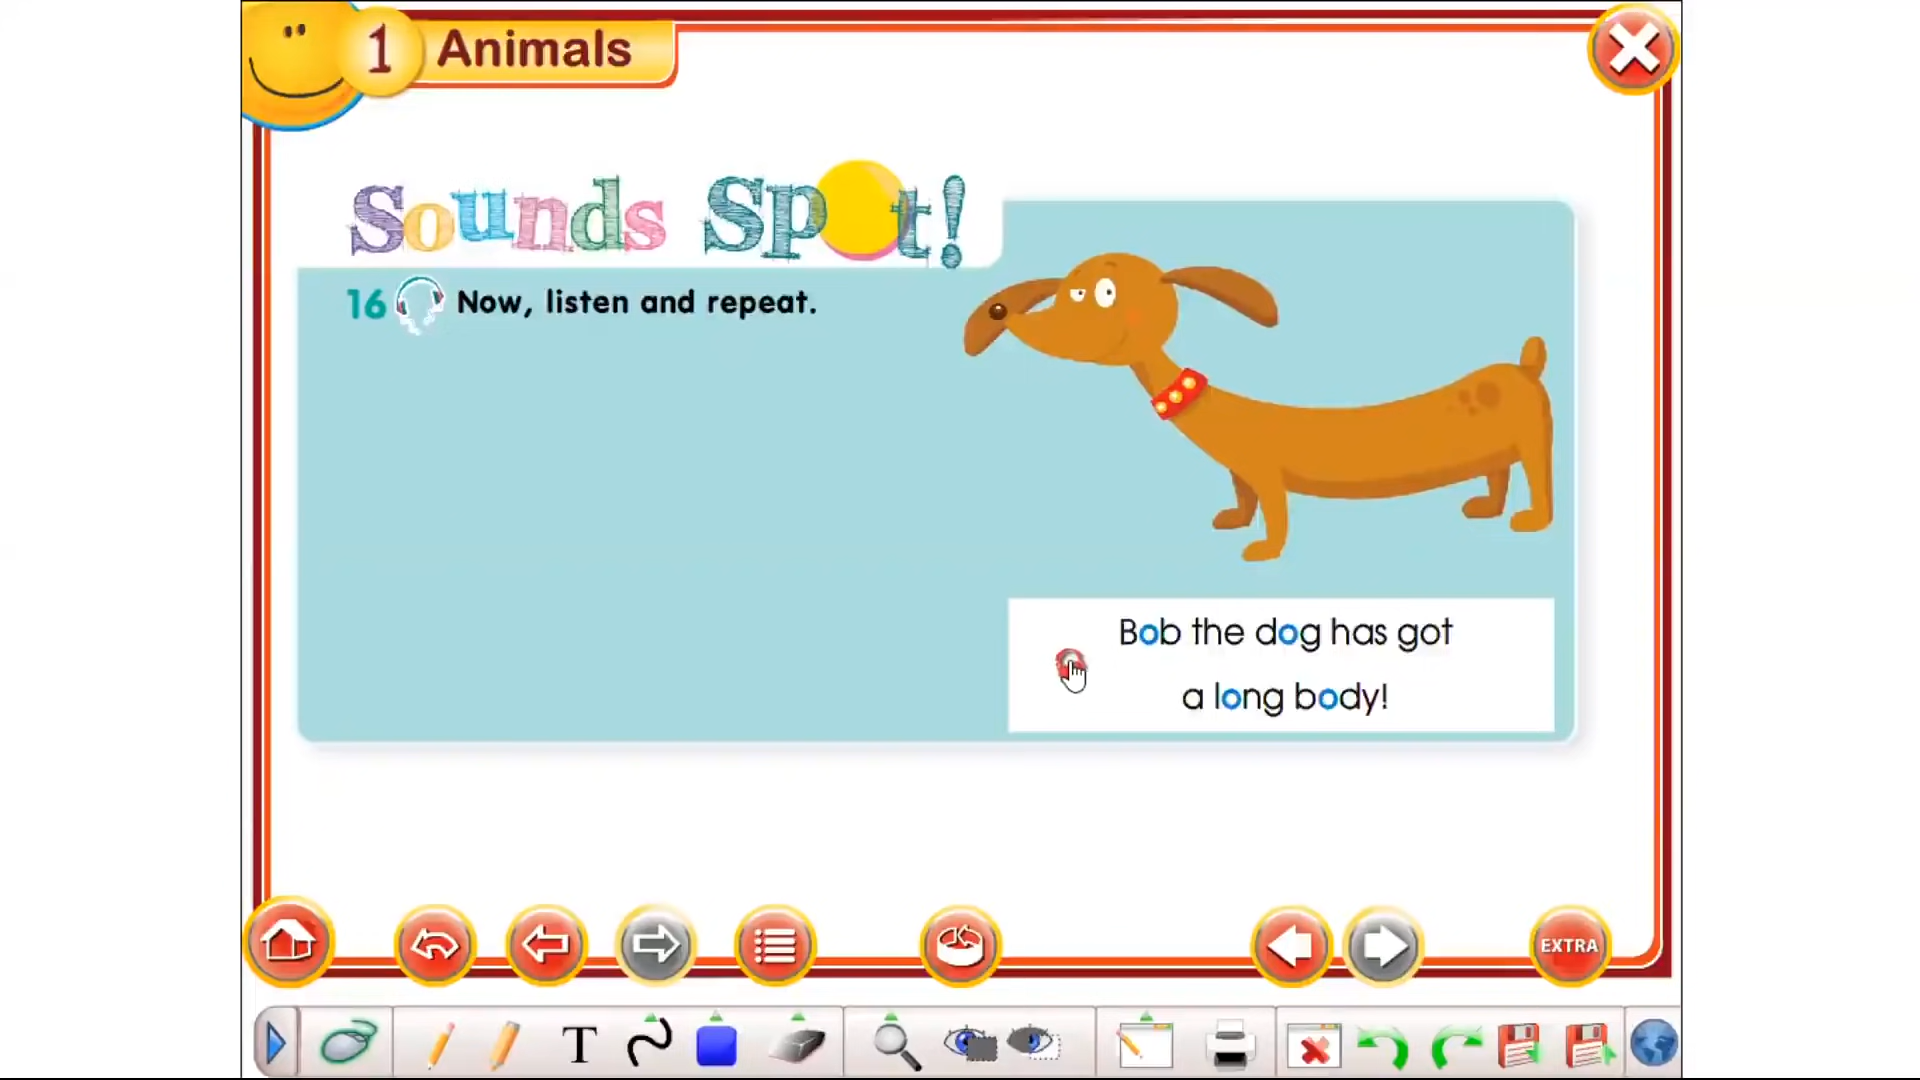 1 Animals
Sounds Spot!
16 Now, listen and repeat.
Bob the dog has got
a long body!
EXTRA
T